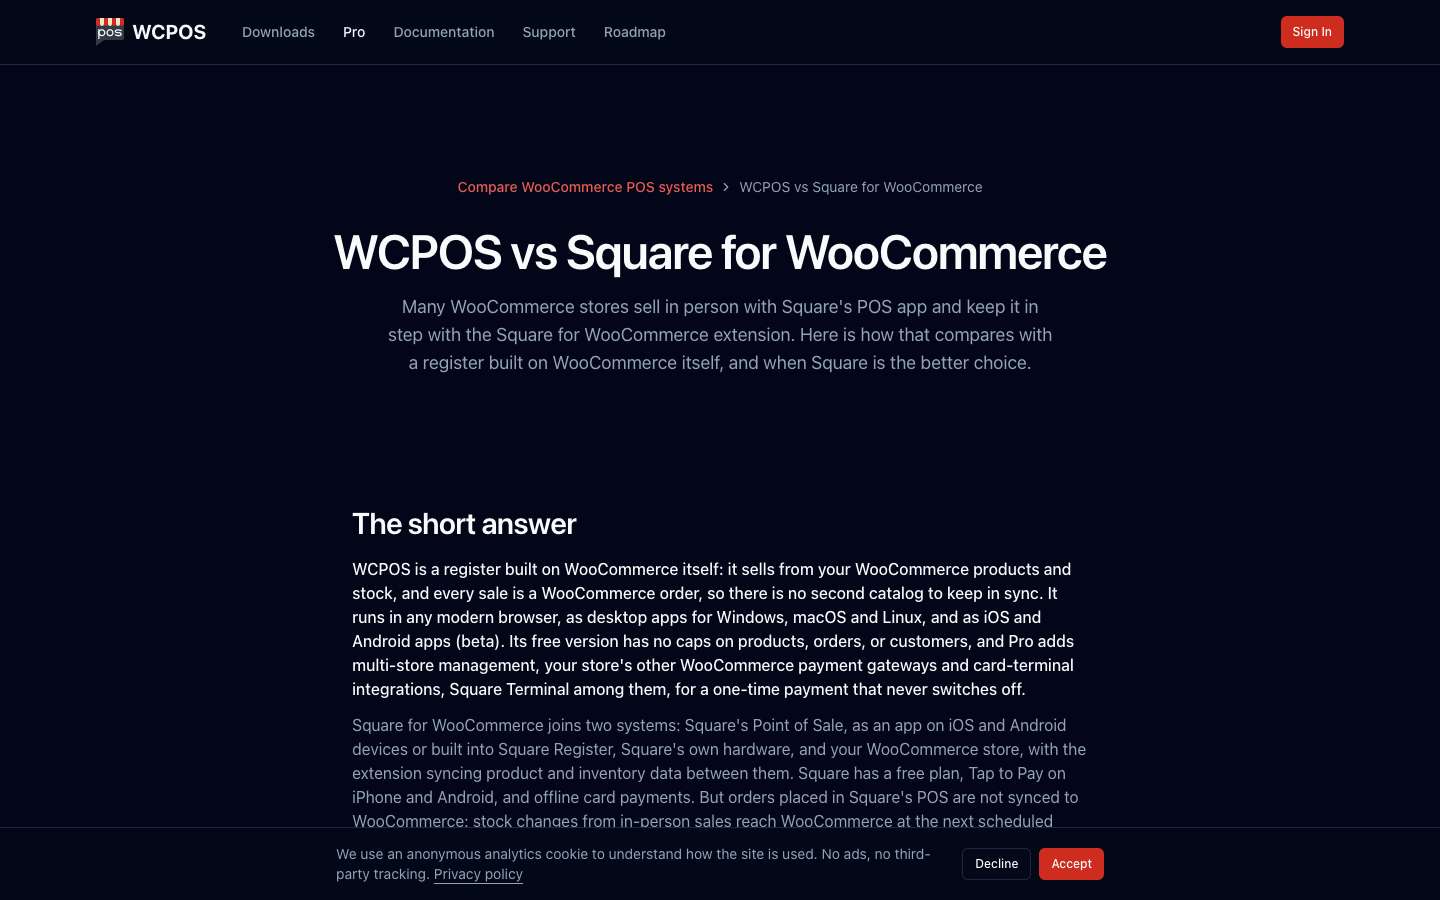 pos WCPOS Downloads Pro Documentation Support Roadmap Sign In
Compare WooCommerce POS systems > WCPOS vs Square for WooCommerce
WCPOS vs Square for WooCommerce
Many WooCommerce stores sell in person with Square's POS app and keep it in
step with the Square for WooCommerce extension. Here is how that compares with
a register built on WooCommerce itself, and when Square is the better choice.
The short answer
WCPOS is a register built on WooCommerce itself: it sells from your WooCommerce products and
stock, and every sale is a WooCommerce order, so there is no second catalog to keep in sync. It
runs in any modern browser, as desktop apps for Windows, macOS and Linux, and as iOS and
Android apps (beta). Its free version has no caps on products, orders, or customers, and Pro adds
multi-store management, your store's other WooCommerce payment gateways and card-terminal
integrations, Square Terminal among them, for a one-time payment that never switches off.
Square for WooCommerce joins two systems: Square's Point of Sale, as an app on iOS and Android
devices or built into Square Register, Square's own hardware, and your WooCommerce store, with the
extension syncing product and inventory data between them. Square has a free plan, Tap to Pay on
iPhone and Android, and offline card payments. But orders placed in Square's POS are not synced to
WooCommerce: stock changes from in-person sales reach WooCommerce at the next scheduled
We use an anonymous analytics cookie to understand how the site is used. No ads, no third-
party tracking. Privacy policy
Decline Accept